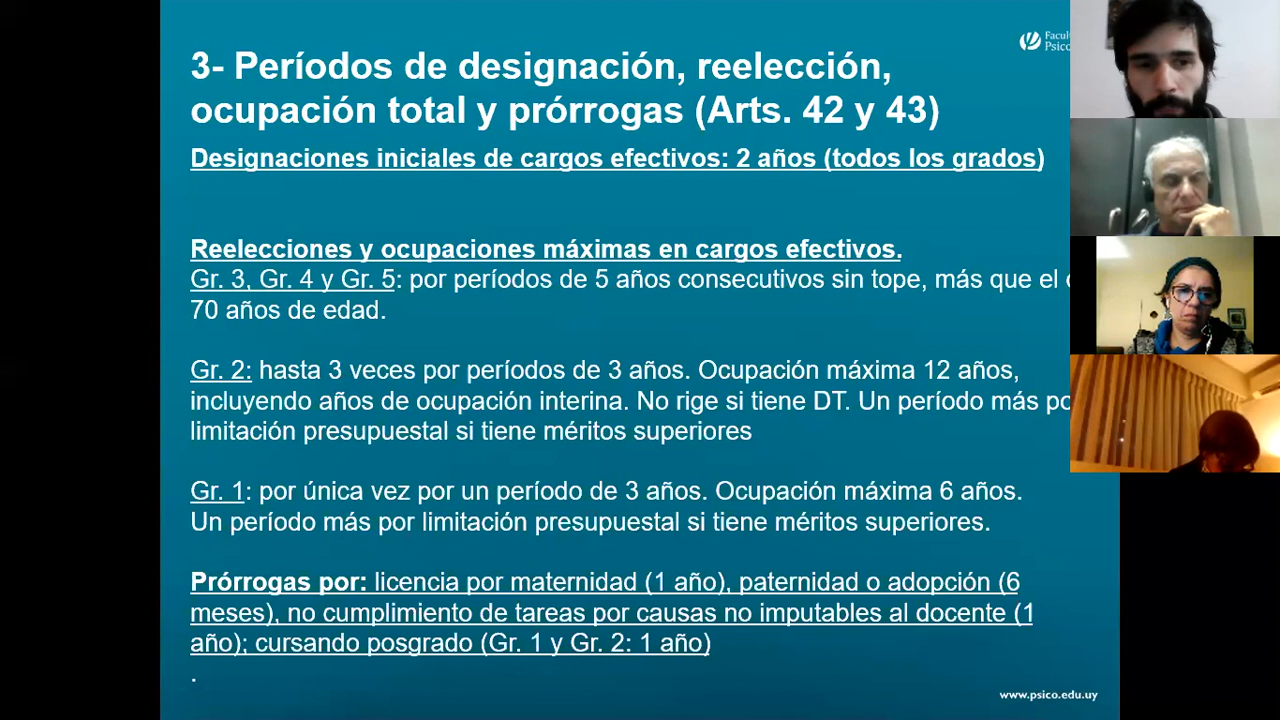 Facul
Psico
3- Períodos de designación, reelección,
ocupación total y prórrogas (Arts. 42 y 43)
Designaciones iniciales de cargos efectivos: 2 años (todos los grados)
Reelecciones y ocupaciones máximas en cargos efectivos.
Gr. 3, Gr. 4 y Gr. 5: por períodos de 5 años consecutivos sin tope, más que el
70 años de edad.
Gr. 2: hasta 3 veces por períodos de 3 años. Ocupación máxima 12 años,
incluyendo años de ocupación interina. No rige si tiene DT. Un período más
limitación presupuestal si tiene méritos superiores
Gr. 1: por única vez por un período de 3 años. Ocupación máxima 6 años.
Un período más por limitación presupuestal si tiene méritos superiores.
Prórrogas por: licencia por maternidad (1 año), paternidad o adopción (6
meses), no cumplimiento de tareas por causas no imputables al docente (1
año); cursando posgrado (Gr. 1 y Gr. 2: 1 año)
.
www.psico.edu.uy